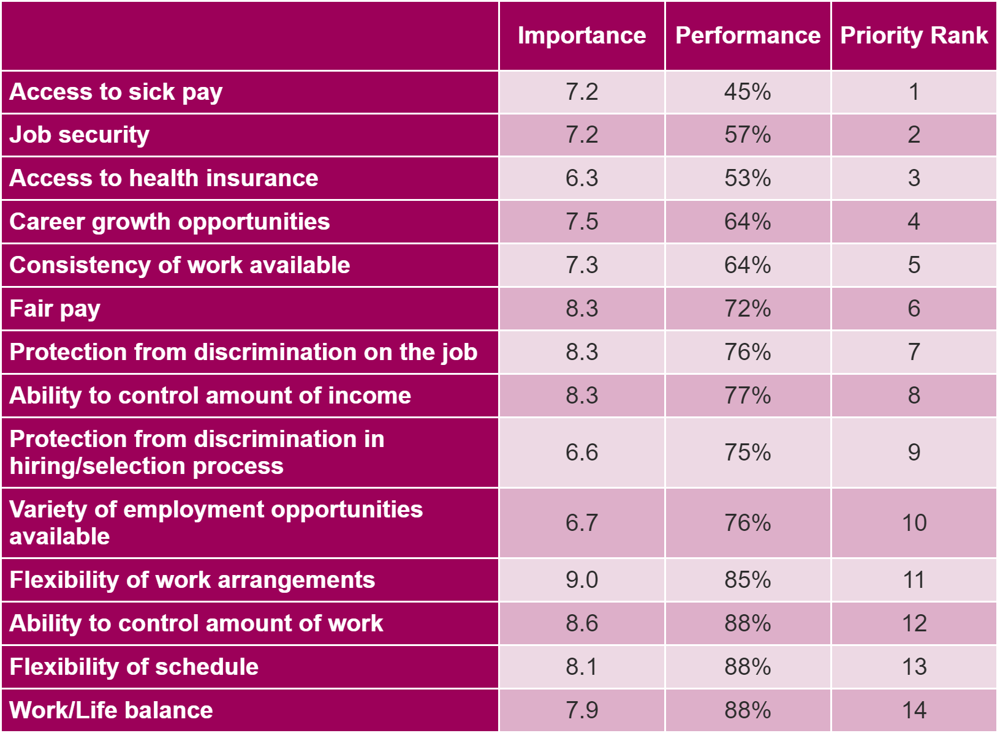 Importance Performance Priority Rank
Access to sick pay 7.2 45% 1
Job security 7.2 57% 2
Access to health insurance 6.3 53% 3
Career growth opportunities 7.5 64% 4
Consistency of work available 7.3 64% 5
Fair pay 8.3 72% 6
Protection from discrimination on the job 8.3 76% 7
Ability to control amount of income 8.3 77% 8
Protection from discrimination in
hiring/selection process 6.6 75% 9
Variety of employment opportunities
available 6.7 76% 10
Flexibility of work arrangements 9.0 85% 11
Ability to control amount of work 8.6 88% 12
Flexibility of schedule 8.1 88% 13
Work/Life balance 7.9 88% 14